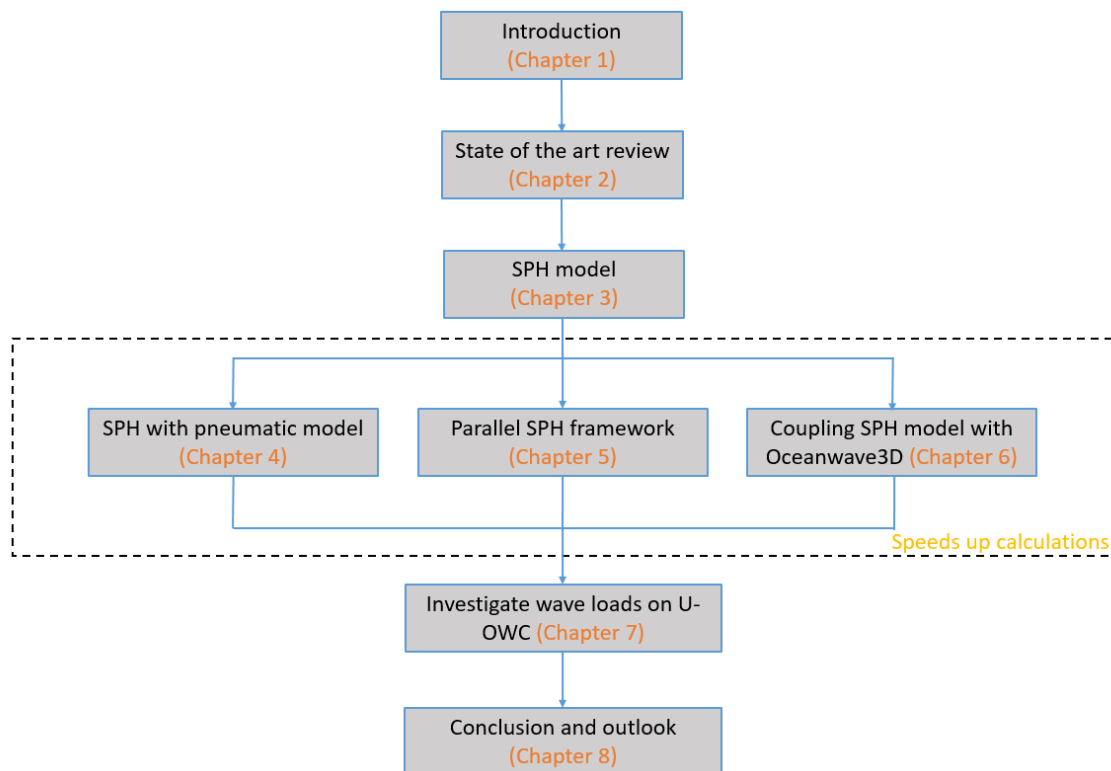 Introduction
(Chapter 1)
State of the art review
(Chapter 2)
SPH model
(Chapter 3)
SPH with pneumatic model
(Chapter 4)
Parallel SPH framework
(Chapter 5)
Coupling SPH model with
Oceanwave3D (Chapter 6)
Speeds up calculations
Investigate wave loads on U-
OWC (Chapter 7)
Conclusion and outlook
(Chapter 8)